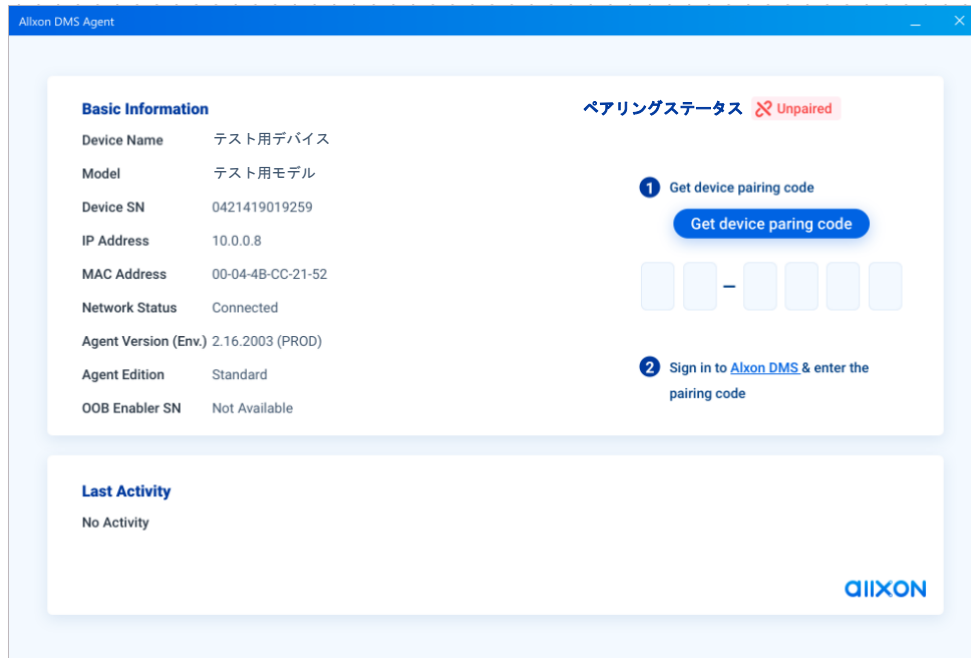 Allxon DMS Agent
Basic Information
Device Name テスト用デバイス
Model テスト用モデル
Device SN 0421419019259
IP Address 10.0.0.8
MAC Address 00-04-4B-CC-21-52
Network Status Connected
Agent Version (Env.) 2.16.2003 (PROD)
Agent Edition Standard
OOB Enabler SN Not Available
ペアリングステータス Unpaired
1 Get device pairing code
Get device paring code
–
2 Sign in to Alxon DMS & enter the
pairing code
Last Activity
No Activity
allxon